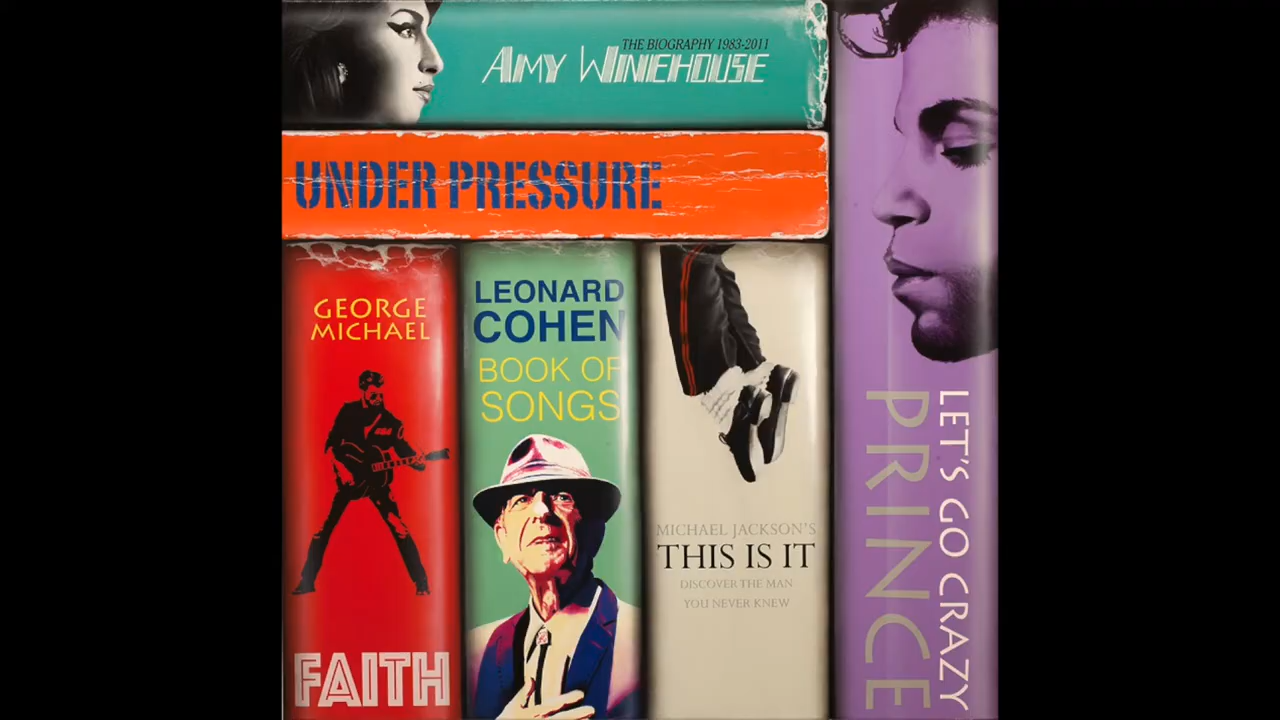 THE BIOGRAPHY 1983-2011
AMY WINEHOUSE
UNDER PRESSURE
GEORGE
MICHAEL
FAITH
LEONARD
COHEN
BOOK OF
SONGS
MICHAEL JACKSON'S
THIS IS IT
DISCOVER THE MAN
YOU NEVER KNEW
LET'S GO CRAZY
PRINCE